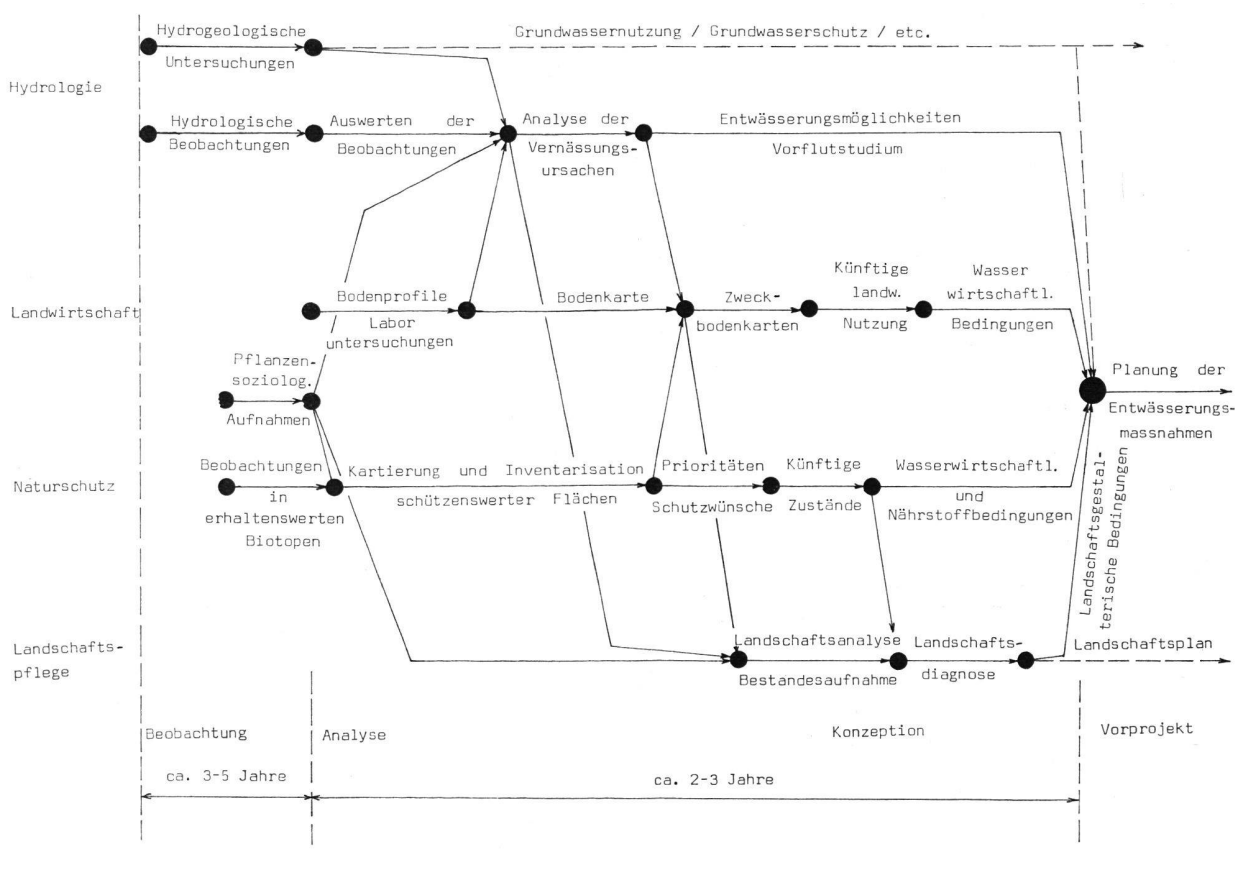 Hydrogeologische
Untersuchungen
Grundwassernutzung / Grundwasserschutz / etc.
Hydrologie
Hydrologische
Beobachtungen
Auswerten der
Beobachtungen
Analyse der
Vernässungs-
ursachen
Entwässerungsmöglichkeiten
Vorflutstudium
Landwirtschaft
Bodenprofile
Labor
untersuchungen
Bodenkarte
Zweck-
bodenkarten
Künftige
landw.
Nutzung
Wasser
wirtschaftl.
Bedingungen
Pflanzen-
soziolog.
Aufnahmen
Planung der
Entwässerungs-
massnahmen
Naturschutz
Beobachtungen
in
erhaltenswerten
Biotopen
Kartierung und Inventarisation
schützenswerter Flächen
Prioritäten
Schutzwünsche
Künftige
Zustände
Wasserwirtschaftl.
und
Nährstoffbedingungen
Landschaftsgestal-
terische Bedingungen
Landschafts-
pflege
Landschaftsanalyse
Bestandesaufnahme
Landschafts-
diagnose
Landschaftsplan
Beobachtung
Analyse
Konzeption
Vorprojekt
ca. 3-5 Jahre
ca. 2-3 Jahre